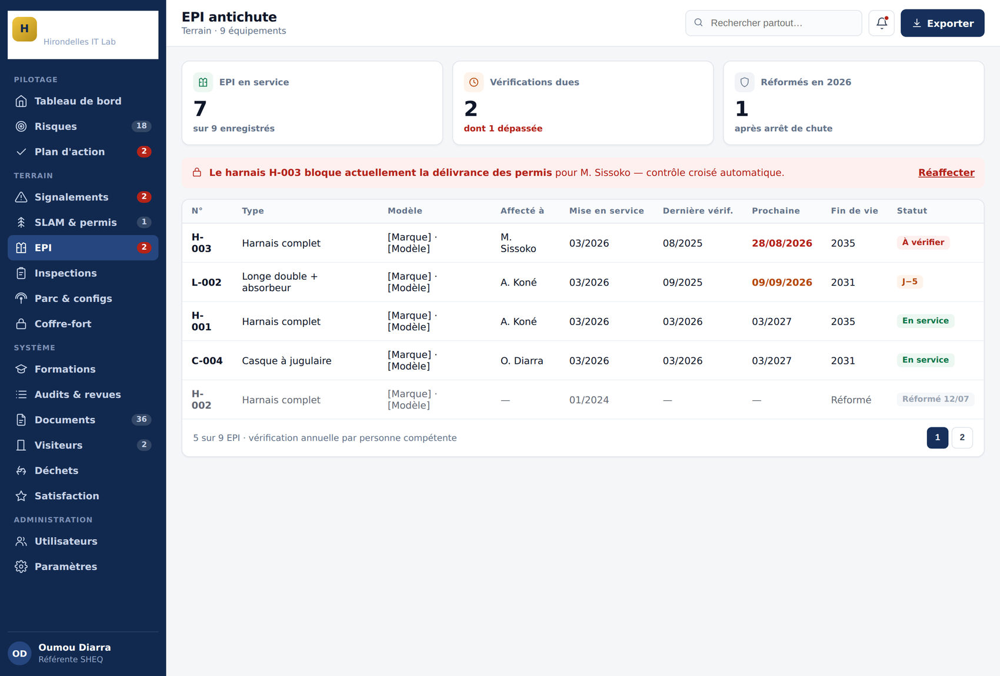 H
Hirondelles IT Lab
PILOTAGE
Tableau de bord
Risques 18
Plan d'action 2
TERRAIN
Signalements 2
SLAM & permis 1
EPI 2
Inspections
Parc & configs
Coffre-fort
SYSTÈME
Formations
Audits & revues
Documents 36
Visiteurs 2
Déchets
Satisfaction
ADMINISTRATION
Utilisateurs
Paramètres
OD
Oumou Diarra
Référente SHEQ
EPI antichute
Terrain · 9 équipements
Rechercher partout…
Exporter
EPI en service
7
sur 9 enregistrés
Vérifications dues
2
dont 1 dépassée
Réformés en 2026
1
après arrêt de chute
Le harnais H-003 bloque actuellement la délivrance des permis pour M. Sissoko — contrôle croisé automatique. Réaffecter
N° Type Modèle Affecté à Mise en service Dernière vérif. Prochaine Fin de vie Statut
H-003 Harnais complet [Marque] · [Modèle] M. Sissoko 03/2026 08/2025 28/08/2026 2035 À vérifier
L-002 Longe double + absorbeur [Marque] · [Modèle] A. Koné 03/2026 09/2025 09/09/2026 2031 J−5
H-001 Harnais complet [Marque] · [Modèle] A. Koné 03/2026 03/2026 03/2027 2035 En service
C-004 Casque à jugulaire [Marque] · [Modèle] O. Diarra 03/2026 03/2026 03/2027 2031 En service
H-002 Harnais complet [Marque] · [Modèle] — 01/2024 — — Réformé Réformé 12/07
5 sur 9 EPI · vérification annuelle par personne compétente
1 2